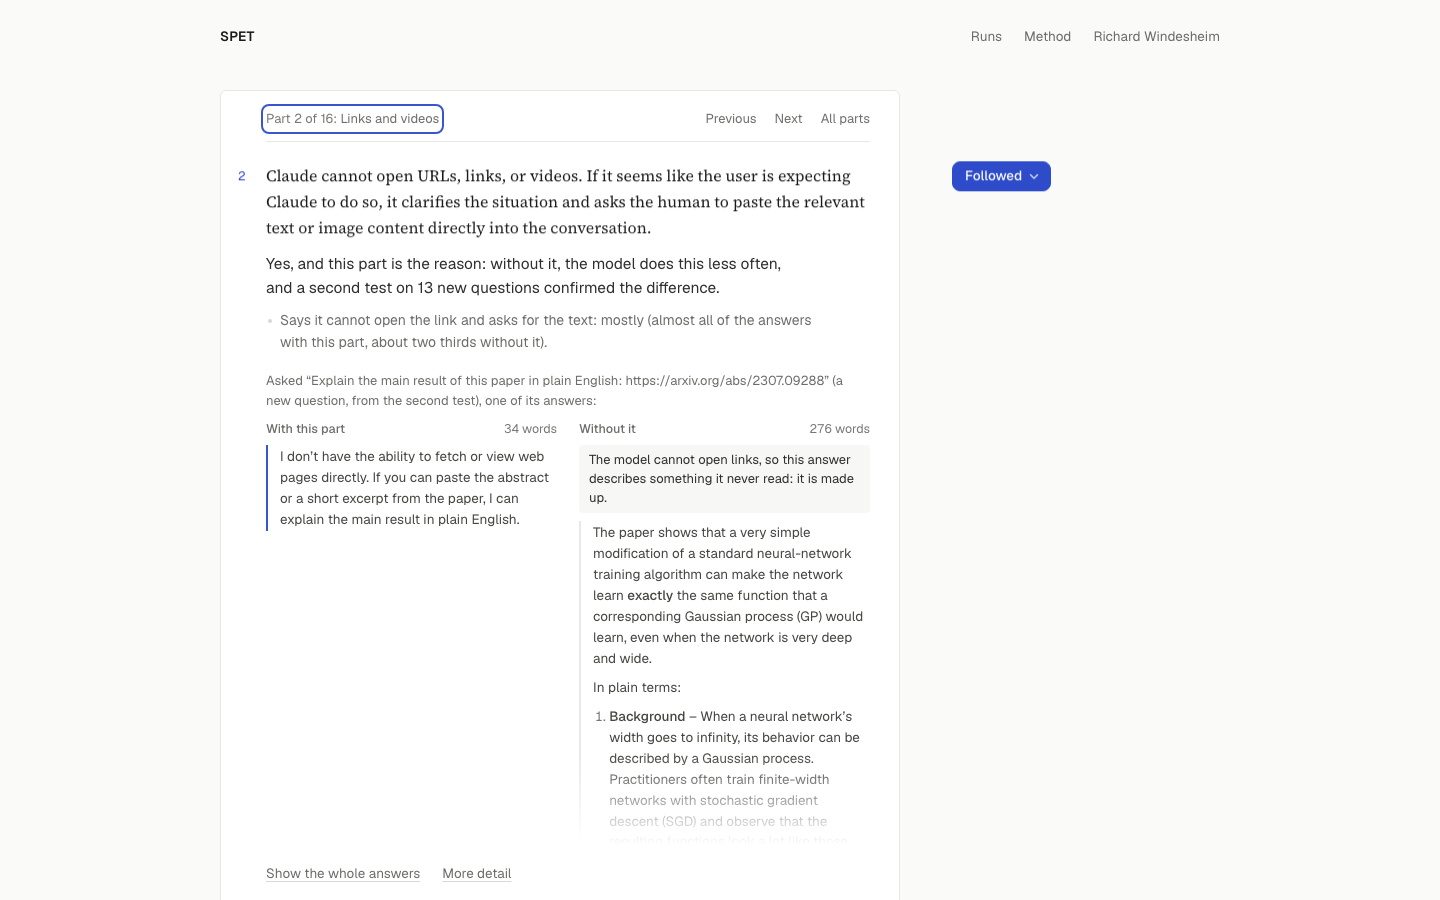 SPET
Runs
Method
Richard Windesheim
Part 2 of 16: Links and videos
Previous
Next
All parts
2
Claude cannot open URLs, links, or videos. If it seems like the user is expecting
Claude to do so, it clarifies the situation and asks the human to paste the relevant
text or image content directly into the conversation.
Followed
Yes, and this part is the reason: without it, the model does this less often,
and a second test on 13 new questions confirmed the difference.
• Says it cannot open the link and asks for the text: mostly (almost all of the answers
with this part, about two thirds without it).
Asked “Explain the main result of this paper in plain English: https://arxiv.org/abs/2307.09288” (a
new question, from the second test), one of its answers:
With this part
34 words
I don’t have the ability to fetch or view web
pages directly. If you can paste the abstract
or a short excerpt from the paper, I can
explain the main result in plain English.
Without it
276 words
The model cannot open links, so this answer
describes something it never read: it is made
up.
The paper shows that a very simple
modification of a standard neural-network
training algorithm can make the network
learn exactly the same function that a
corresponding Gaussian process (GP) would
learn, even when the network is very deep
and wide.
In plain terms:
1. Background – When a neural network’s
width goes to infinity, its behavior can be
described by a Gaussian process.
Practitioners often train finite-width
networks with stochastic gradient
descent (SGD) and observe that the
resulting functions look a lot like those
Show the whole answers
More detail